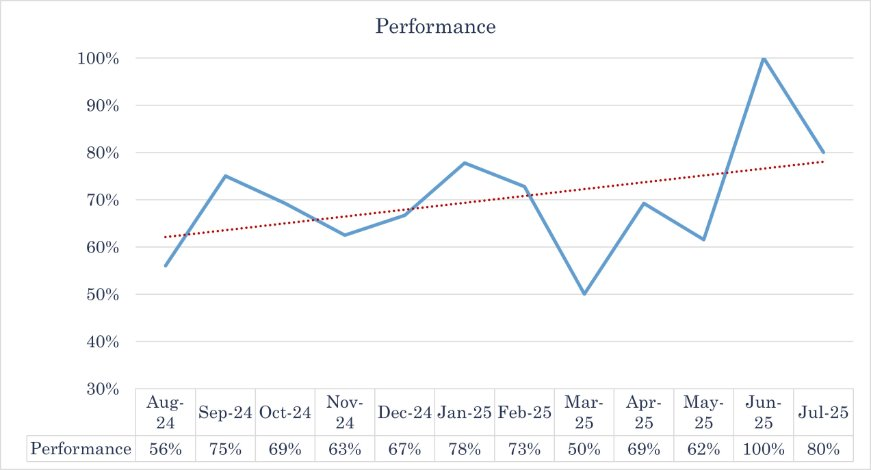 Performance
100%
90%
80%
70%
60%
50%
40%
30%
Aug-24 Sep-24 Oct-24 Nov-24 Dec-24 Jan-25 Feb-25 Mar-25 Apr-25 May-25 Jun-25 Jul-25
Performance 56% 75% 69% 63% 67% 78% 73% 50% 69% 62% 100% 80%